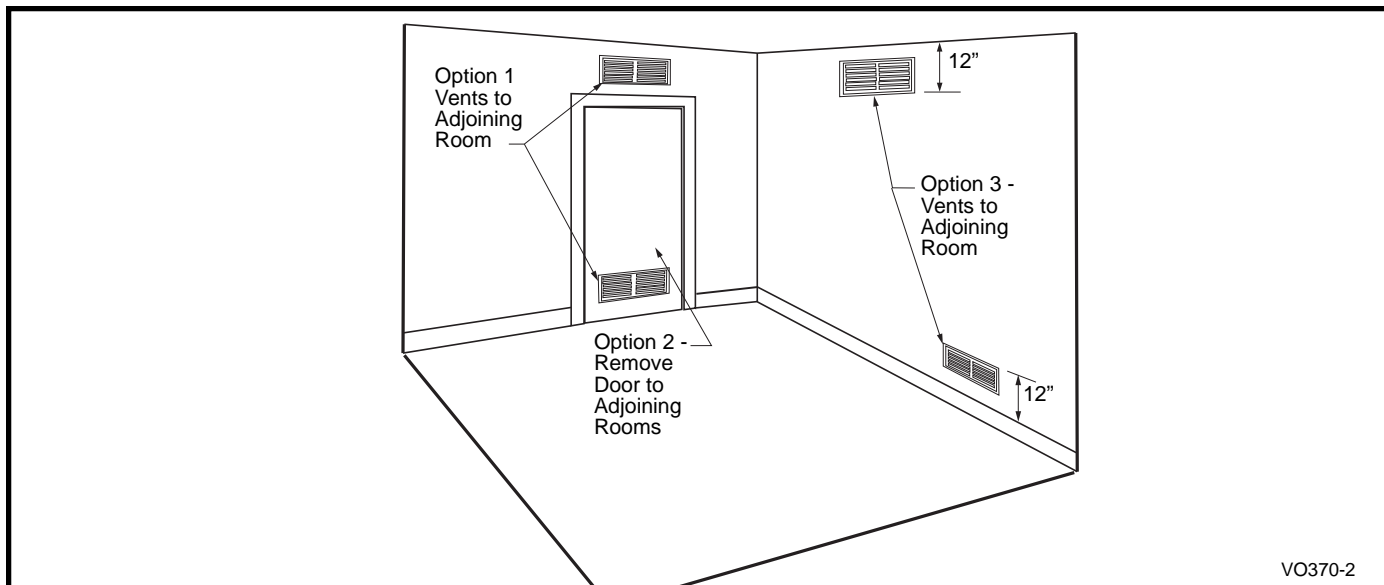 Option 1
Vents to
Adjoining
Room
12”
Option 3 -
Vents to
Adjoining
Room
Option 2 -
Remove
Door to
Adjoining
Rooms
12”
VO370-2